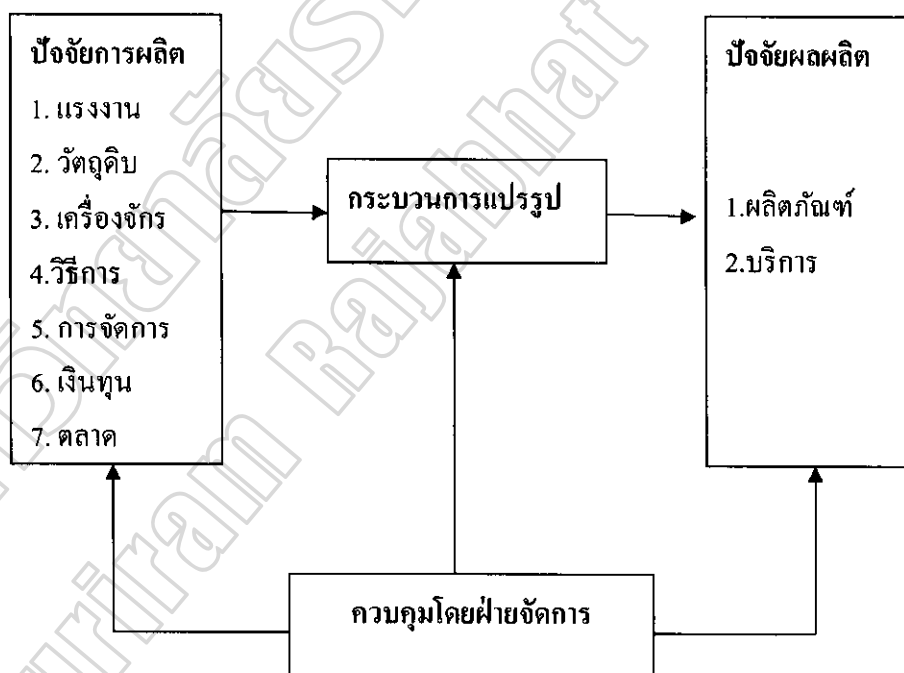 ปัจจัยการผลิต
1. แรงงาน
2. วัตถุดิบ
3. เครื่องจักร
4.วิธีการ
5. การจัดการ
6. เงินทุน
7. ตลาด
กระบวนการแปรรูป
ปัจจัยผลผลิต
1.ผลิตภัณฑ์
2.บริการ
ควบคุมโดยฝ่ายจัดการ
Rajabhat